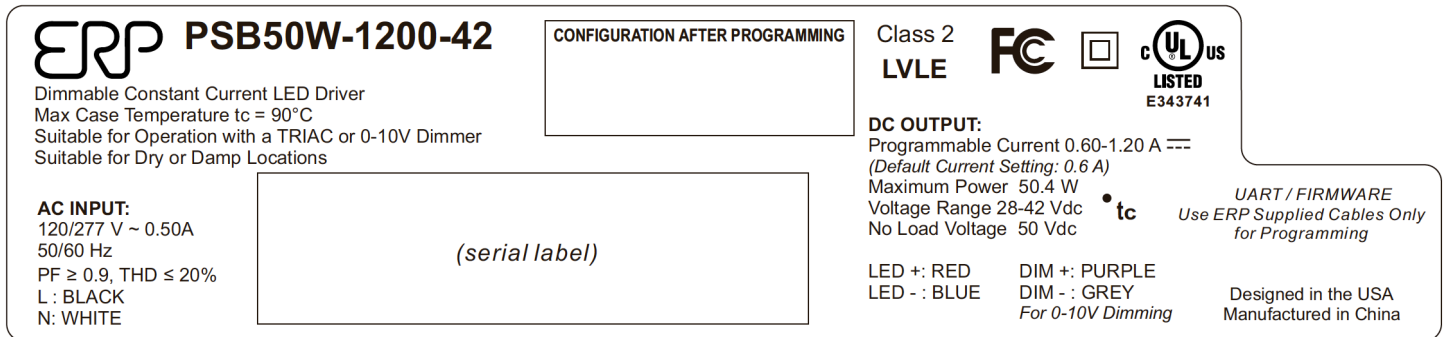 ERP PSB50W-1200-42
Dimmable Constant Current LED Driver
Max Case Temperature tc = 90°C
Suitable for Operation with a TRIAC or 0-10V Dimmer
Suitable for Dry or Damp Locations
CONFIGURATION AFTER PROGRAMMING
Class 2
LVLE
FC
C UL US
®
LISTED
E343741
AC INPUT:
120/277 V ~ 0.50A
50/60 Hz
PF ≥ 0.9, THD ≤ 20%
L : BLACK
N: WHITE
(serial label)
DC OUTPUT:
Programmable Current 0.60-1.20 A ⎓
(Default Current Setting: 0.6 A)
Maximum Power 50.4 W
Voltage Range 28-42 Vdc
No Load Voltage 50 Vdc
• tc
LED +: RED
LED - : BLUE
DIM +: PURPLE
DIM - : GREY
For 0-10V Dimming
UART / FIRMWARE
Use ERP Supplied Cables Only
for Programming
Designed in the USA
Manufactured in China